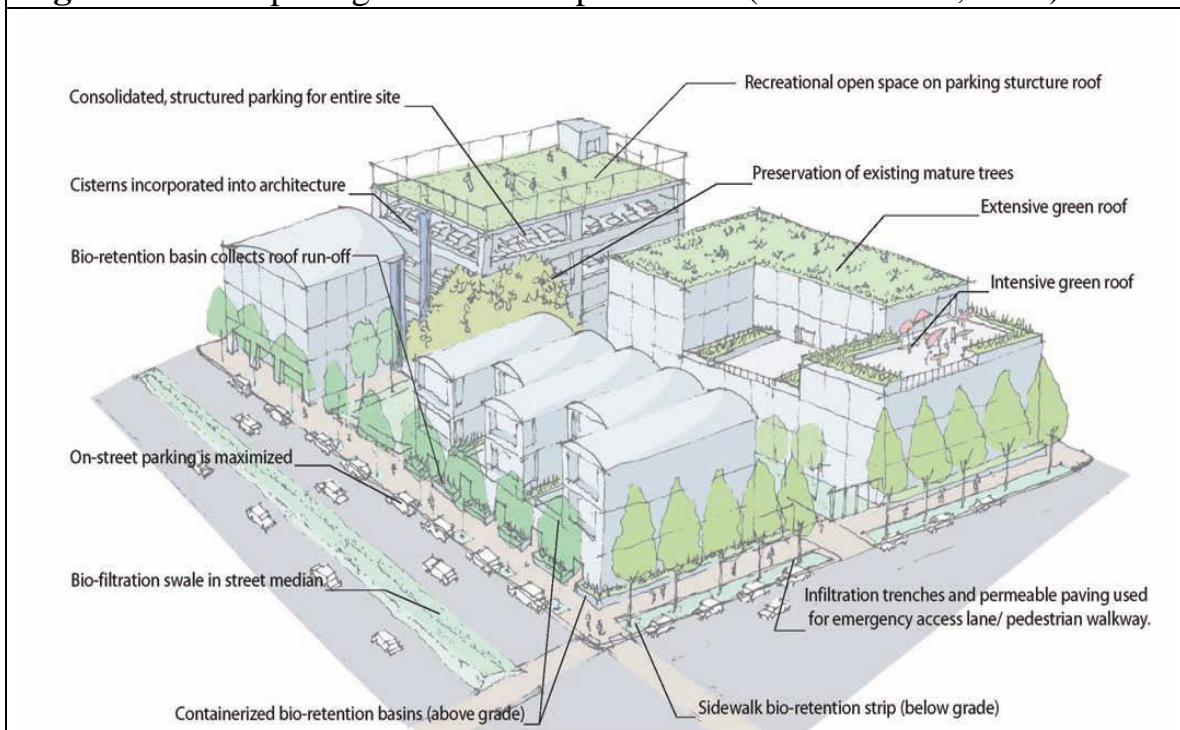 Consolidated, structured parking for entire site
Recreational open space on parking sturcture roof
Cisterns incorporated into architecture
Preservation of existing mature trees
Extensive green roof
Bio-retention basin collects roof run-off
Intensive green roof
On-street parking is maximized
Bio-filtration swale in street median
Infiltration trenches and permeable paving used
for emergency access lane/ pedestrian walkway.
Containerized bio-retention basins (above grade)
Sidewalk bio-retention strip (below grade)